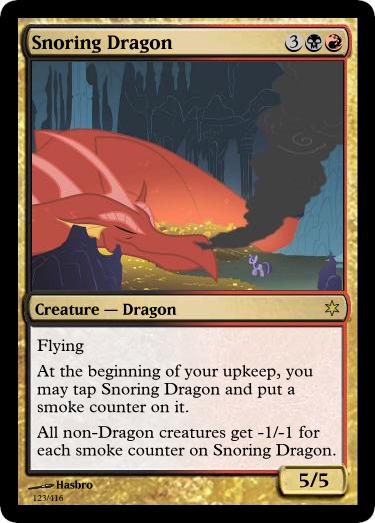 Snoring Dragon 3
Creature — Dragon
Flying
At the beginning of your upkeep, you
may tap Snoring Dragon and put a
smoke counter on it.
All non-Dragon creatures get -1/-1 for
each smoke counter on Snoring Dragon.
5/5
Hasbro
123/416